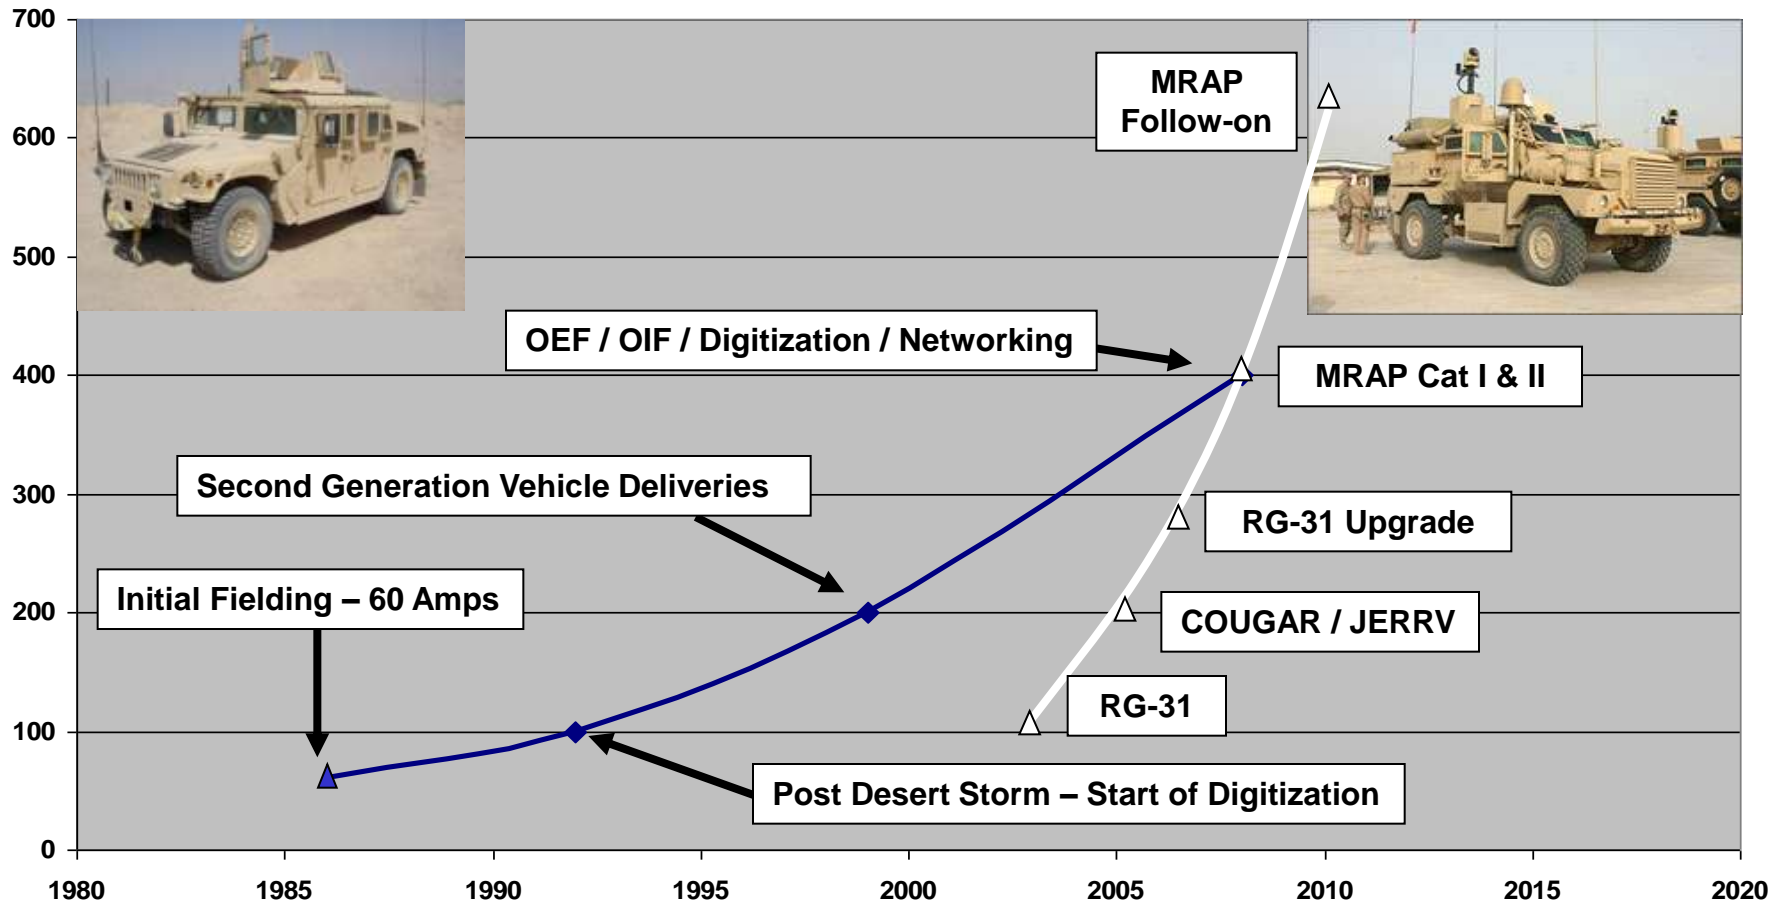 700
600
500
400
300
200
100
0
MRAP
Follow-on
OEF / OIF / Digitization / Networking
MRAP Cat I & II
Second Generation Vehicle Deliveries
RG-31 Upgrade
Initial Fielding – 60 Amps
COUGAR / JERRV
RG-31
Post Desert Storm – Start of Digitization
1980 1985 1990 1995 2000 2005 2010 2015 2020